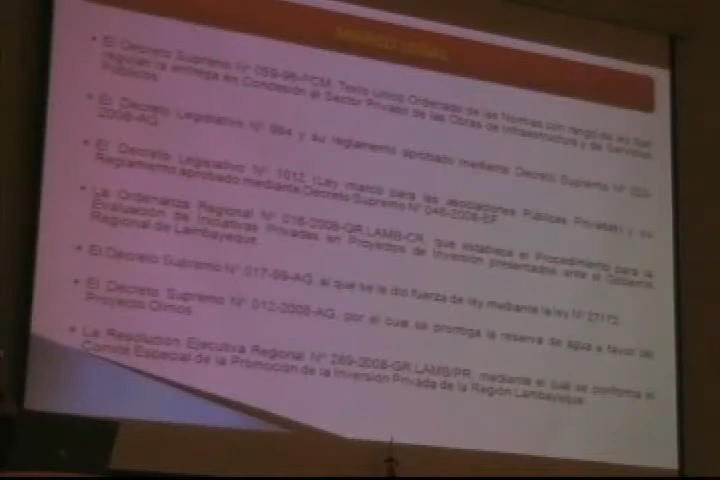 MARCO LEGAL
• El Decreto Supremo N° 059-96-PCM, Texto Único Ordenado de las Normas con rango de ley que
regulan la entrega en Concesión al Sector Privado de las Obras de Infraestructura y de Servicios
Públicos.
• El Decreto Legislativo N° 994 y su reglamento aprobado mediante Decreto Supremo N°
2008-AG.
• El Decreto Legislativo N° 1012 (Ley marco para las asociaciones Públicas Privadas) y su
Reglamento aprobado mediante Decreto Supremo N° 046-2008-EF.
• La Ordenanza Regional N° 016-2008-GR.LAMB-CR, que establece el Procedimiento para la
Evaluación de Iniciativas Privadas en Proyectos de Inversión presentados ante el Gobierno
Regional de Lambayeque.
• El Decreto Supremo N° 017-99-AG, al que se le dio fuerza de ley mediante la ley N° 27172.
• El Decreto Supremo N° 012-2008-AG, por el cual se prorroga la reserva de agua a favor del
Proyecto Olmos.
• La Resolución Ejecutiva Regional N° 289-2008-GR.LAMB/PR, mediante el cual se conforma el
Comité Especial de la Promoción de la Inversión Privada de la Región Lambayeque.